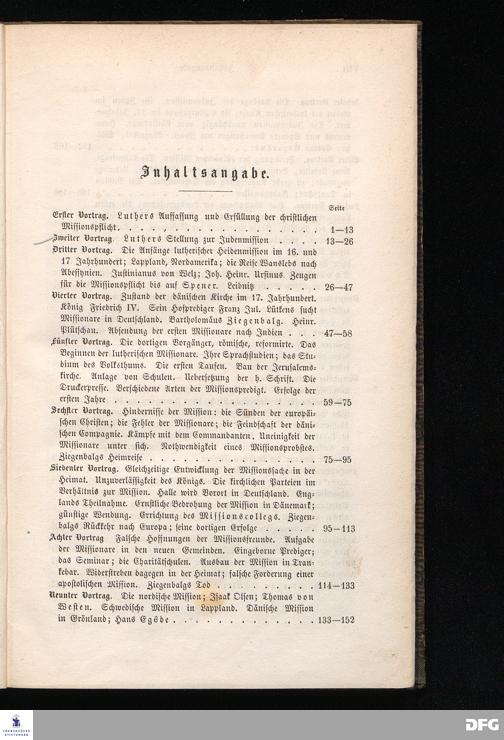 Inhaltsangabe.
Seite
Erster Vortrag. Luthers Auffassung und Erfüllung der christlichen
Missionspflicht. . . . . . . . . . . . . . . . . . 1—13
Zweiter Vortrag. Luthers Stellung zur Judenmission . . . . . 13—26
Dritter Vortrag. Die Anfänge lutherischer Heidenmission im 16. und
17 Jahrhundert; Lappland, Nordamerika; die Reise Wanslebs nach
Abessynien. Justinianus von Welz; Joh. Heinr. Ursinus. Zeugen
für die Missionspflicht bis auf Spener. Leibnitz . . . . . . 26—47
Vierter Vortrag. Zustand der dänischen Kirche im 17. Jahrhundert.
König Friedrich IV. Sein Hofprediger Franz Jul. Lütkens sucht
Missionare in Deutschland. Bartholomäus Ziegenbalg. Heinr.
Plütschau. Absendung der ersten Missionare nach Indien . . . 47—58
Fünfter Vortrag. Die dortigen Vorgänger, römische, reformirte. Das
Beginnen der lutherischen Missionare. Ihre Sprachstudien; das Stu-
dium des Volksthums. Die ersten Taufen. Bau der Jerusalems-
kirche. Anlage von Schulen. Uebersetzung der h. Schrift. Die
Druckerpresse. Verschiedene Arten der Missionspredigt. Erfolge der
ersten Jahre . . . . . . . . . . . . . . . . . . . 59—75
Sechster Vortrag. Hindernisse der Mission: die Sünden der europäi-
schen Christen; die Fehler der Missionare; die Feindschaft der däni-
schen Compagnie. Kämpfe mit dem Commandanten. Uneinigkeit der
Missionare unter sich. Nothwendigkeit eines Missionsprobstes.
Ziegenbalgs Heimreise . . . . . . . . . . . . . . . 75—95
Siebenter Vortrag. Gleichzeitige Entwicklung der Missionssache in der
Heimat. Unzuverlässigkeit des Königs. Die kirchlichen Parteien im
Verhältnis zur Mission. Halle wird Vorort in Deutschland. Eng-
lands Theilnahme. Ernstliche Bedrohung der Mission in Dänemark;
günstige Wendung. Errichtung des Missionscollegs. Ziegen-
balgs Rückkehr nach Europa; seine dortigen Erfolge . . . . . 95—113
Achter Vortrag Falsche Hoffnungen der Missionsfreunde. Aufgabe
der Missionare in den neuen Gemeinden. Eingeborne Prediger;
das Seminar; die Charitätschulen. Ausbau der Mission in Tran-
kebar. Widerstreben dagegen in der Heimat; falsche Forderung einer
apostolischen Mission. Ziegenbalgs Tod . . . . . . . . . 114—133
Neunter Vortrag. Die nordische Mission; Isaak Olsen; Thomas von
Westen. Schwedische Mission in Lappland. Dänische Mission
in Grönland; Hans Egède . . . . . . . . . . . . . 133—152
FRANCKESCHE
STIFTUNGEN
DFG